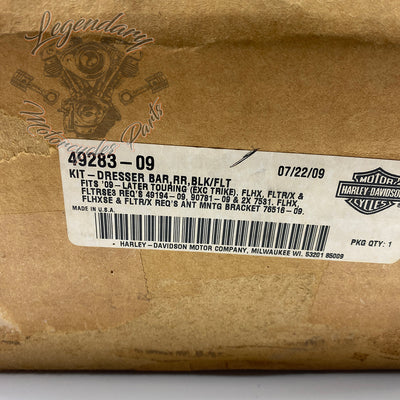 Legendary
Motorcycles Parts
49283-09
07/22/09
KIT-DRESSER BAR,RR,BLK/FLT
FITS '09-LATER TOURING (EXC TRIKE). FLHX, FLTR/X &
FLTRSE3 REQ'S 49194-09, 90791-09 & 2X 7531. FLHX,
FLHXSE & FLTR/X REQ'S ANT MNTG BRACKET 76516-09.
MADE IN U.S.A.
HARLEY-DAVIDSON MOTOR COMPANY, MILWAUKEE WI. 53201 85009
MOTOR
HARLEY-DAVIDSON
CYCLES
PKG QTY: 1